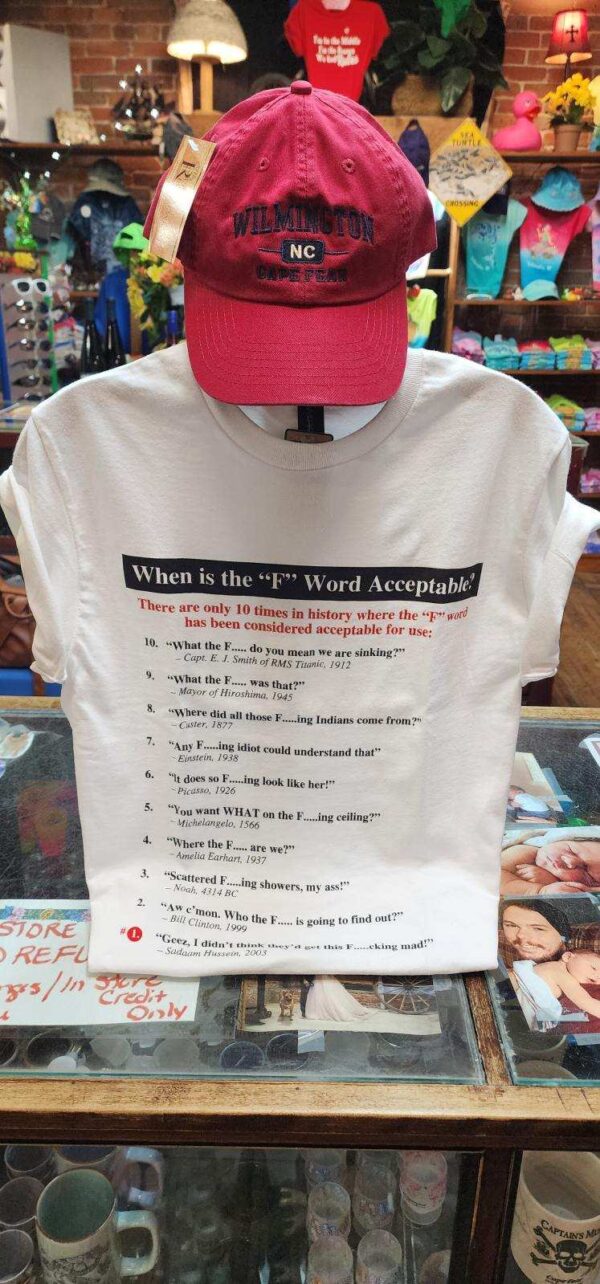 SEA
TURTLE
CROSSING
WILMINGTON
NC
CAPE FEAR
When is the “F” Word Acceptable?
There are only 10 times in history where the “F” word
has been considered acceptable for use:
10. “What the F..... do you mean we are sinking?”
– Capt. E. J. Smith of RMS Titanic, 1912
9. “What the F..... was that?”
– Mayor of Hiroshima, 1945
8. “Where did all those F.....ing Indians come from?”
– Custer, 1877
7. “Any F.....ing idiot could understand that”
– Einstein, 1938
6. “It does so F.....ing look like her!”
– Picasso, 1926
5. “You want WHAT on the F.....ing ceiling?”
– Michelangelo, 1566
4. “Where the F..... are we?”
– Amelia Earhart, 1937
3. “Scattered F.....ing showers, my ass!”
– Noah, 4314 BC
2. “Aw c’mon. Who the F..... is going to find out?”
– Bill Clinton, 1999
#1. “Geez, I didn’t think they’d get this F.....cking mad!”
– Sadaam Hussein, 2003
STORE
REFU
/In Store
Credit
Only
CAPTAIN'S